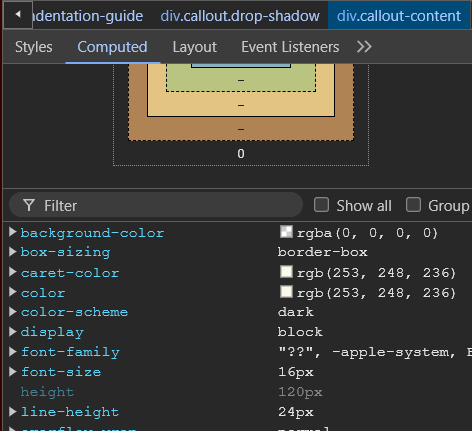 ndentation-guide div.callout.drop-shadow div.callout-content
Styles Computed Layout Event Listeners
–
–
–
0
Filter Show all Group
background-color rgba(0, 0, 0, 0)
box-sizing border-box
caret-color rgb(253, 248, 236)
color rgb(253, 248, 236)
color-scheme dark
display block
font-family "??", -apple-system,
font-size 16px
height 120px
line-height 24px